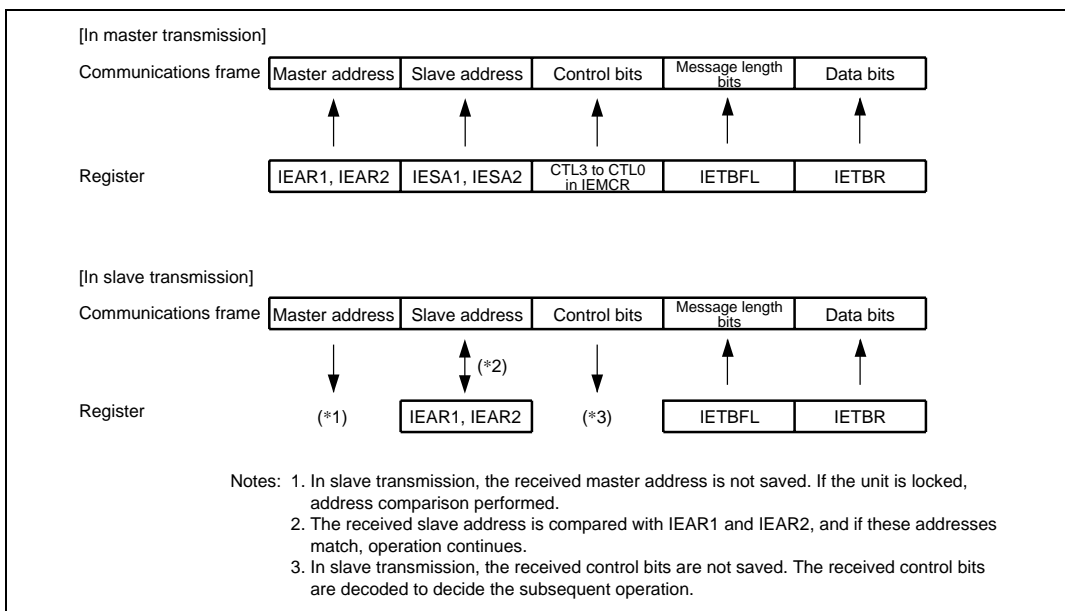 [In master transmission]
Communications frame Master address Slave address Control bits Message length bits Data bits
Register IEAR1, IEAR2 IESA1, IESA2 CTL3 to CTL0 in IEMCR IETBFL IETBR
[In slave transmission]
Communications frame Master address Slave address Control bits Message length bits Data bits
(*2)
Register (*1) IEAR1, IEAR2 (*3) IETBFL IETBR
Notes: 1. In slave transmission, the received master address is not saved. If the unit is locked,
address comparison performed.
2. The received slave address is compared with IEAR1 and IEAR2, and if these addresses
match, operation continues.
3. In slave transmission, the received control bits are not saved. The received control bits
are decoded to decide the subsequent operation.